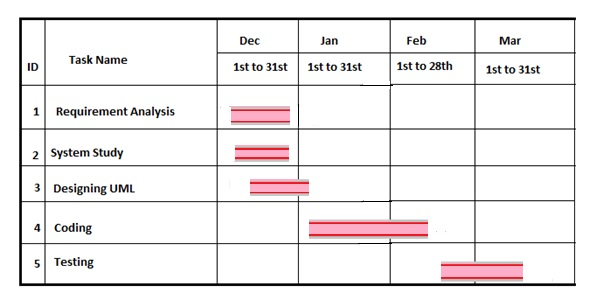 ID Task Name Dec Jan Feb Mar
1st to 31st 1st to 31st 1st to 28th 1st to 31st
1 Requirement Analysis
2 System Study
3 Designing UML
4 Coding
5 Testing